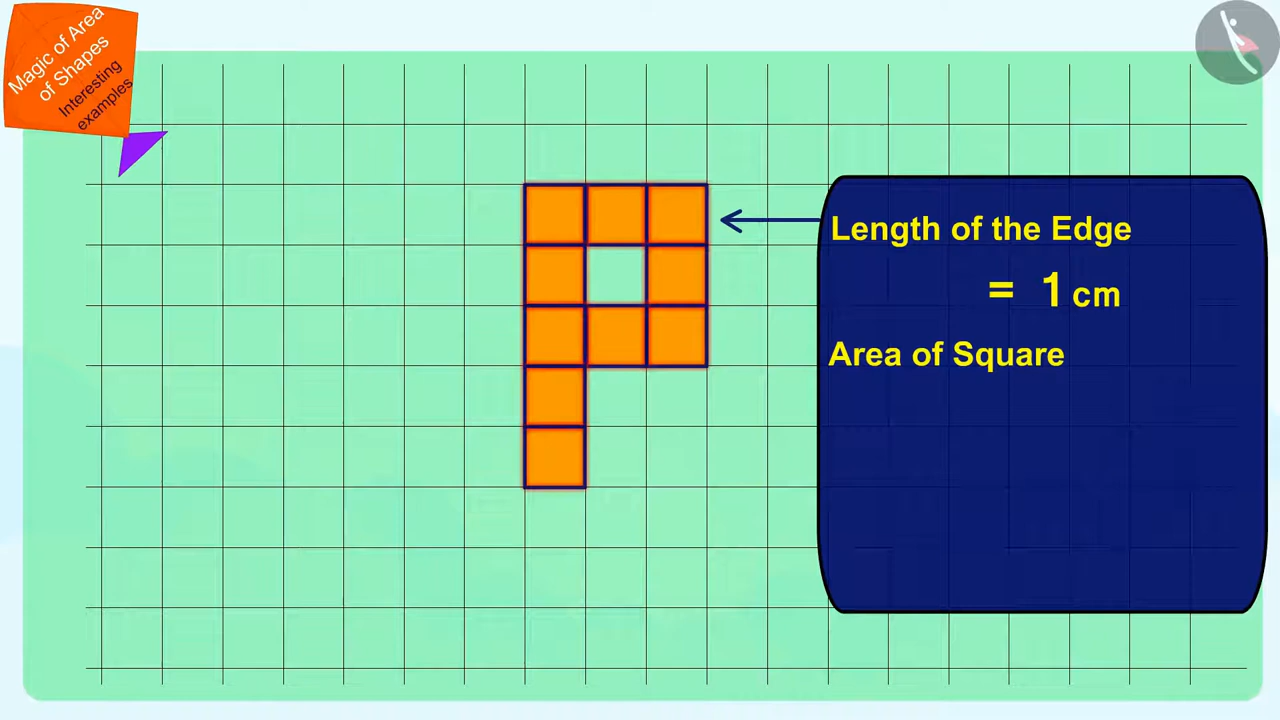 Magic of Area
of Shapes
Interesting
examples
Length of the Edge
= 1 cm
Area of Square